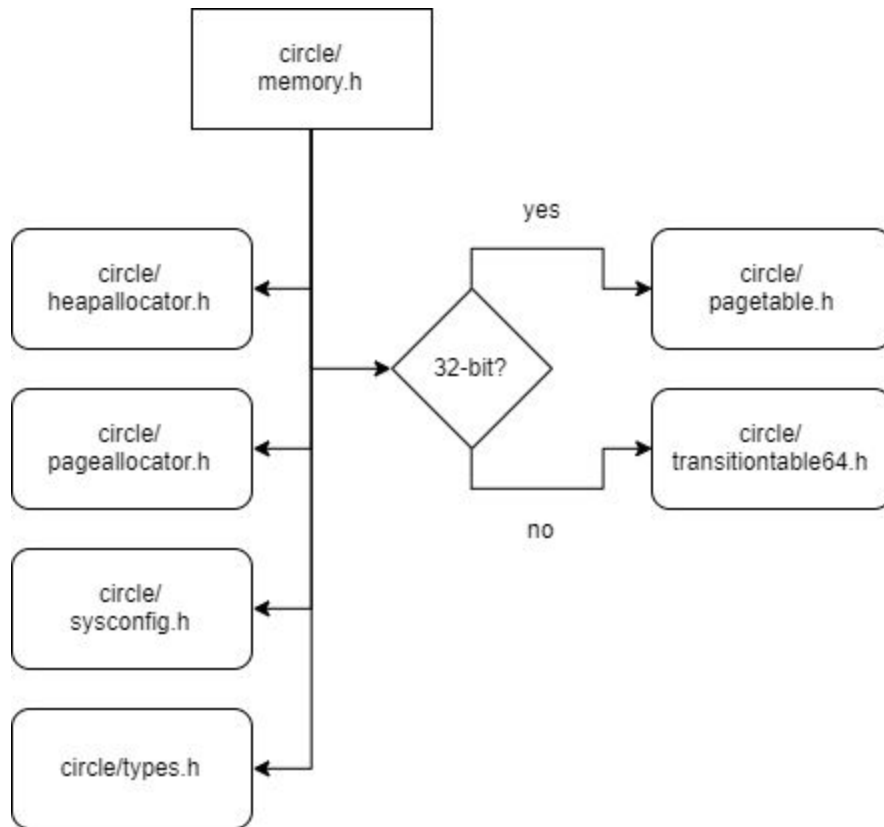 circle/
memory.h
yes
circle/
heapallocator.h
circle/
pagetable.h
32-bit?
circle/
pageallocator.h
circle/
transitiontable64.h
no
circle/
sysconfig.h
circle/types.h